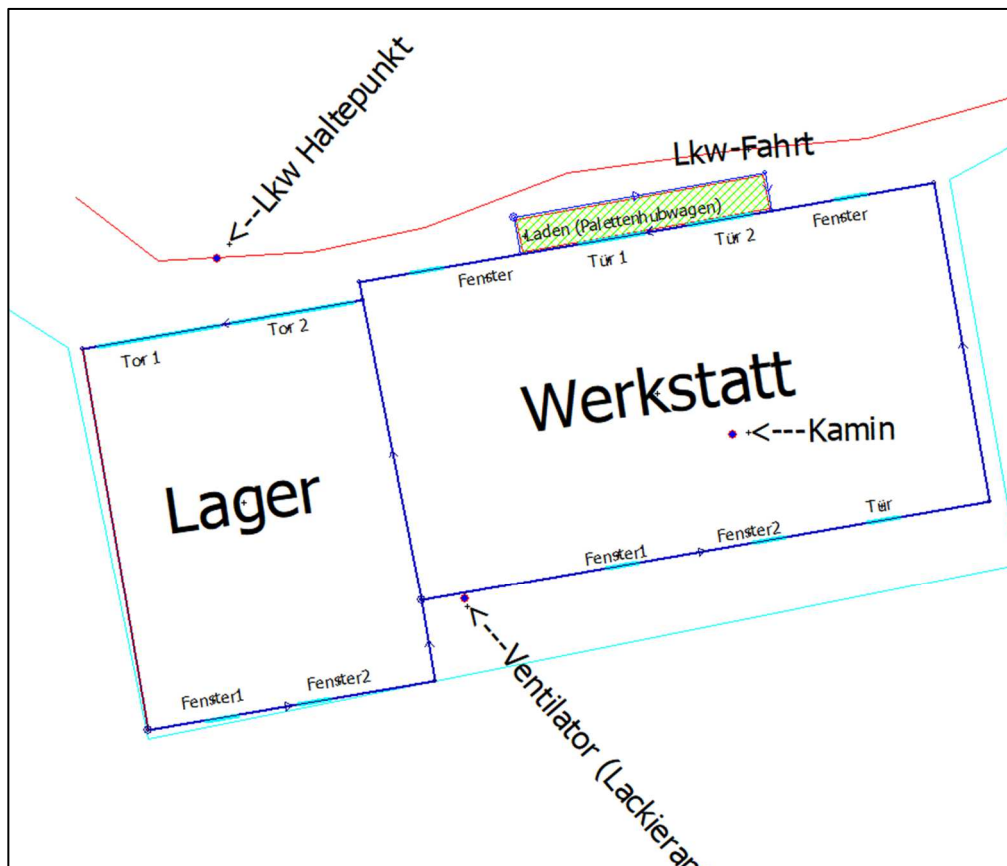 <---Lkw Haltepunkt
Lkw-Fahrt
Laden (Palettenhubwagen)
Fenster
Tür 1
Tür 2
Fenster
Tor 1
Tor 2
Werkstatt
<---Kamin
Lager
Tür
Fenster1
Fenster2
Fenster1
Fenster2
<----Ventilator (Lackieran